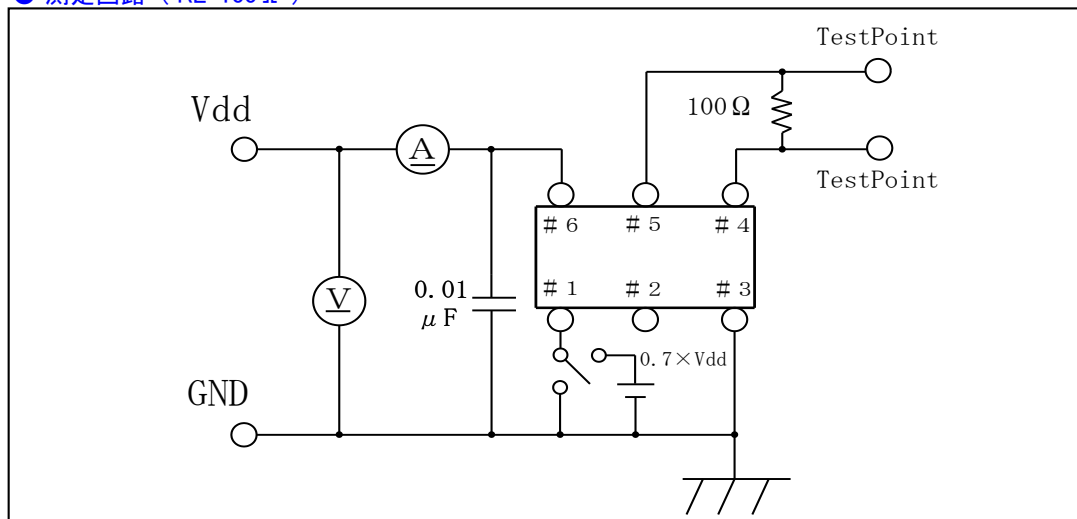 TestPoint
100Ω
Vdd
A
TestPoint
#6 #5 #4
#1 #2 #3
V
0.01
μF
0.7×Vdd
GND